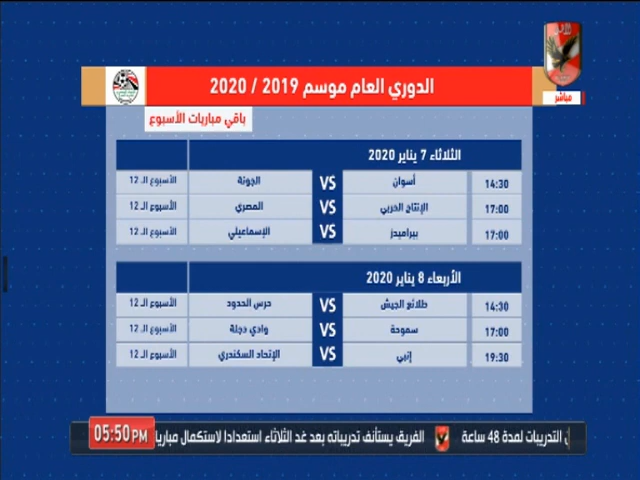 الدوري العام موسم 2019 / 2020
مباشر
باقي مباريات الأسبوع
الثلاثاء 7 يناير 2020
14:30 أسوان VS الجونة الأسبوع الـ 12
17:00 الإنتاج الحربي VS المصري الأسبوع الـ 12
17:00 بيراميدز VS الإسماعيلي الأسبوع الـ 12
الأربعاء 8 يناير 2020
14:30 طلائع الجيش VS حرس الحدود الأسبوع الـ 12
17:00 سموحة VS وادي دجلة الأسبوع الـ 12
19:30 إنبي VS الإتحاد السكندري الأسبوع الـ 12
التدريبات لمدة 48 ساعة الفريق يستأنف تدريباته بعد غد الثلاثاء استعدادا لاستكمال
05:50 PM